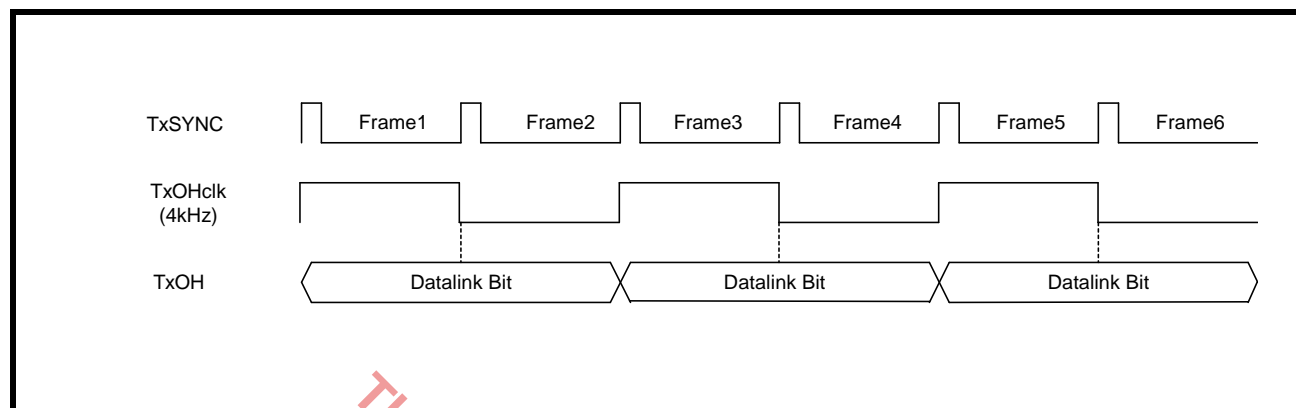 TxSYNC Frame1 Frame2 Frame3 Frame4 Frame5 Frame6
TxOHclk
(4kHz)
TxOH Datalink Bit Datalink Bit Datalink Bit